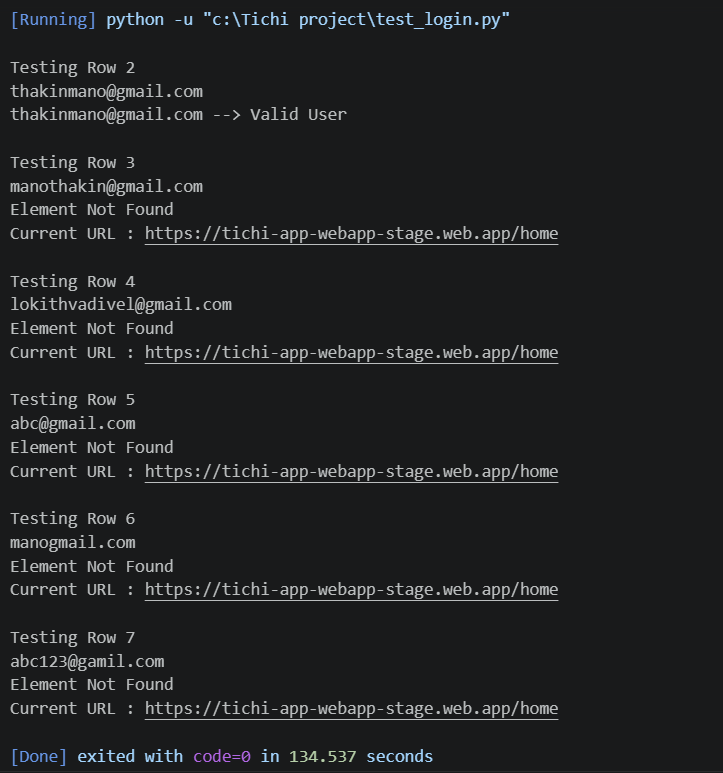 [Running] python -u "c:\Tichi project\test_login.py"
Testing Row 2
thakinmano@gmail.com
thakinmano@gmail.com --> Valid User
Testing Row 3
manothakin@gmail.com
Element Not Found
Current URL : https://tichi-app-webapp-stage.web.app/home
Testing Row 4
lokithvadivel@gmail.com
Element Not Found
Current URL : https://tichi-app-webapp-stage.web.app/home
Testing Row 5
abc@gmail.com
Element Not Found
Current URL : https://tichi-app-webapp-stage.web.app/home
Testing Row 6
manogmail.com
Element Not Found
Current URL : https://tichi-app-webapp-stage.web.app/home
Testing Row 7
abc123@gamil.com
Element Not Found
Current URL : https://tichi-app-webapp-stage.web.app/home
[Done] exited with code=0 in 134.537 seconds